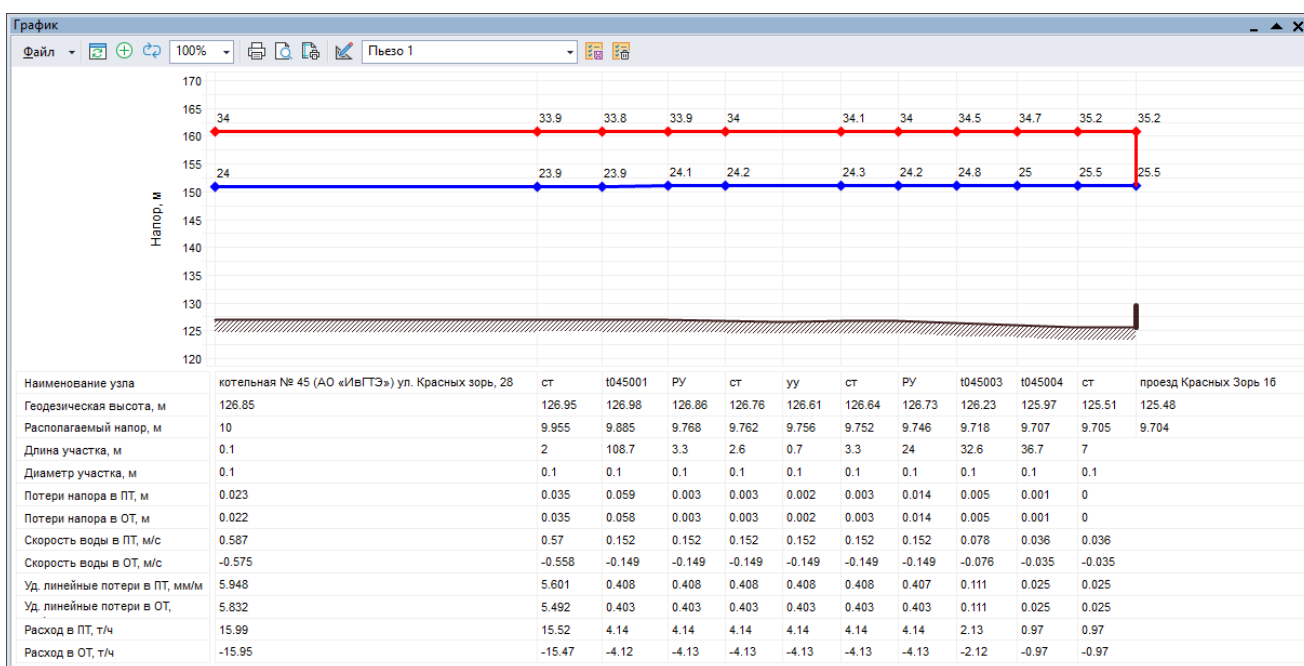 График
Файл 100% Пьезо 1
170
165
34 33.9 33.8 33.9 34 34.1 34 34.5 34.7 35.2 35.2
160
155
24 23.9 23.9 24.1 24.2 24.3 24.2 24.8 25 25.5 25.5
150
Напор, м
145
140
135
130
125
120
Наименование узла котельная № 45 (АО «ИвГТЭ») ул. Красных зорь, 28 ст t045001 РУ ст уу ст РУ t045003 t045004 ст проезд Красных Зорь 16
Геодезическая высота, м 126.85 126.95 126.98 126.86 126.76 126.61 126.64 126.73 126.23 125.97 125.51 125.48
Располагаемый напор, м 10 9.955 9.885 9.768 9.762 9.756 9.752 9.746 9.718 9.707 9.705 9.704
Длина участка, м 0.1 2 108.7 3.3 2.6 0.7 3.3 24 32.6 36.7 7
Диаметр участка, м 0.1 0.1 0.1 0.1 0.1 0.1 0.1 0.1 0.1 0.1 0.1
Потери напора в ПТ, м 0.023 0.035 0.059 0.003 0.003 0.002 0.003 0.014 0.005 0.001 0
Потери напора в ОТ, м 0.022 0.035 0.058 0.003 0.003 0.002 0.003 0.014 0.005 0.001 0
Скорость воды в ПТ, м/с 0.587 0.57 0.152 0.152 0.152 0.152 0.152 0.152 0.078 0.036 0.036
Скорость воды в ОТ, м/с -0.575 -0.558 -0.149 -0.149 -0.149 -0.149 -0.149 -0.149 -0.076 -0.035 -0.035
Уд. линейные потери в ПТ, мм/м 5.948 5.601 0.408 0.408 0.408 0.408 0.408 0.407 0.111 0.025 0.025
Уд. линейные потери в ОТ, 5.832 5.492 0.403 0.403 0.403 0.403 0.403 0.403 0.111 0.025 0.025
Расход в ПТ, т/ч 15.99 15.52 4.14 4.14 4.14 4.14 4.14 4.14 2.13 0.97 0.97
Расход в ОТ, т/ч -15.95 -15.47 -4.12 -4.13 -4.13 -4.13 -4.13 -4.13 -2.12 -0.97 -0.97